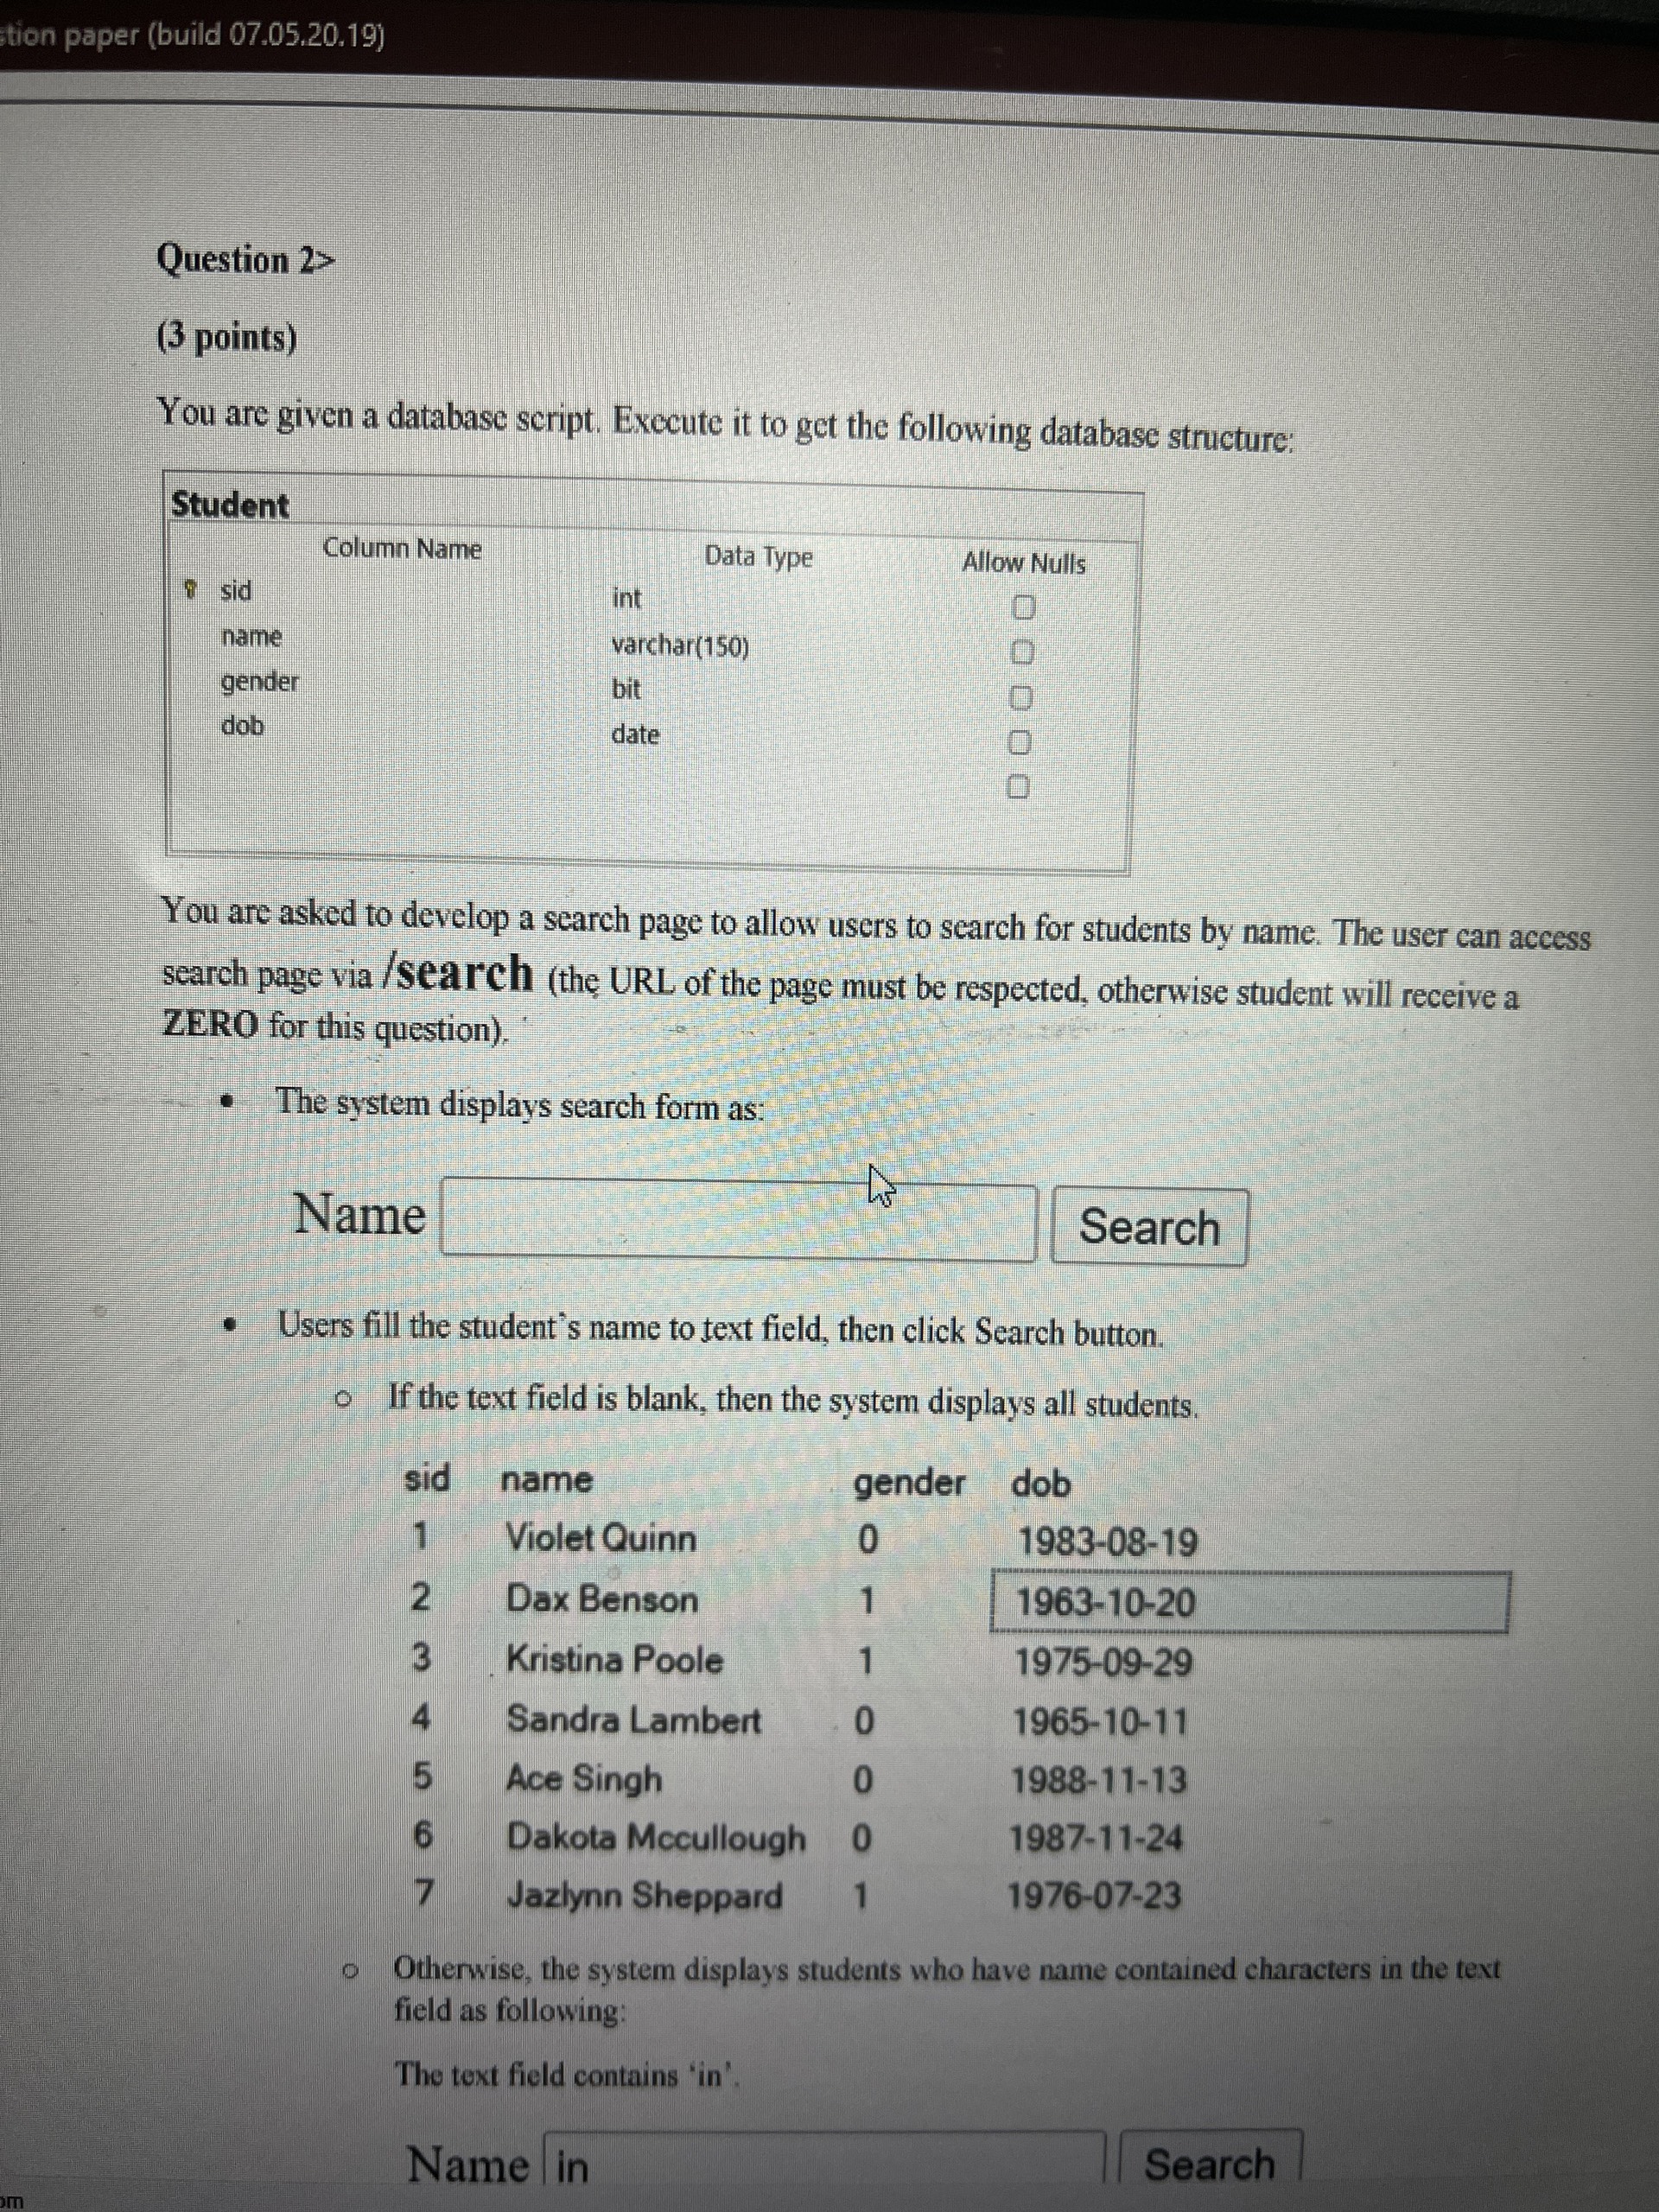 stion paper (build 07.05.20.19)
Question 2>
(3 points)
You are given a database script. Execute it to get the following database structure:
Student
Column Name Data Type Allow Nulls
sid int
name varchar(150)
gender bit
dob date
You are asked to develop a search page to allow users to search for students by name. The user can access
search page via /search (the URL of the page must be respected, otherwise student will receive a
ZERO for this question).
• The system displays search form as:
Name Search
• Users fill the student's name to text field, then click Search button.
o If the text field is blank, then the system displays all students.
sid name gender dob
1 Violet Quinn 0 1983-08-19
2 Dax Benson 1 1963-10-20
3 Kristina Poole 1 1975-09-29
4 Sandra Lambert 0 1965-10-11
5 Ace Singh 0 1988-11-13
6 Dakota Mccullough 0 1987-11-24
7 Jazlynn Sheppard 1 1976-07-23
o Otherwise, the system displays students who have name contained characters in the text
field as following:
The text field contains 'in'.
Name in Search
om